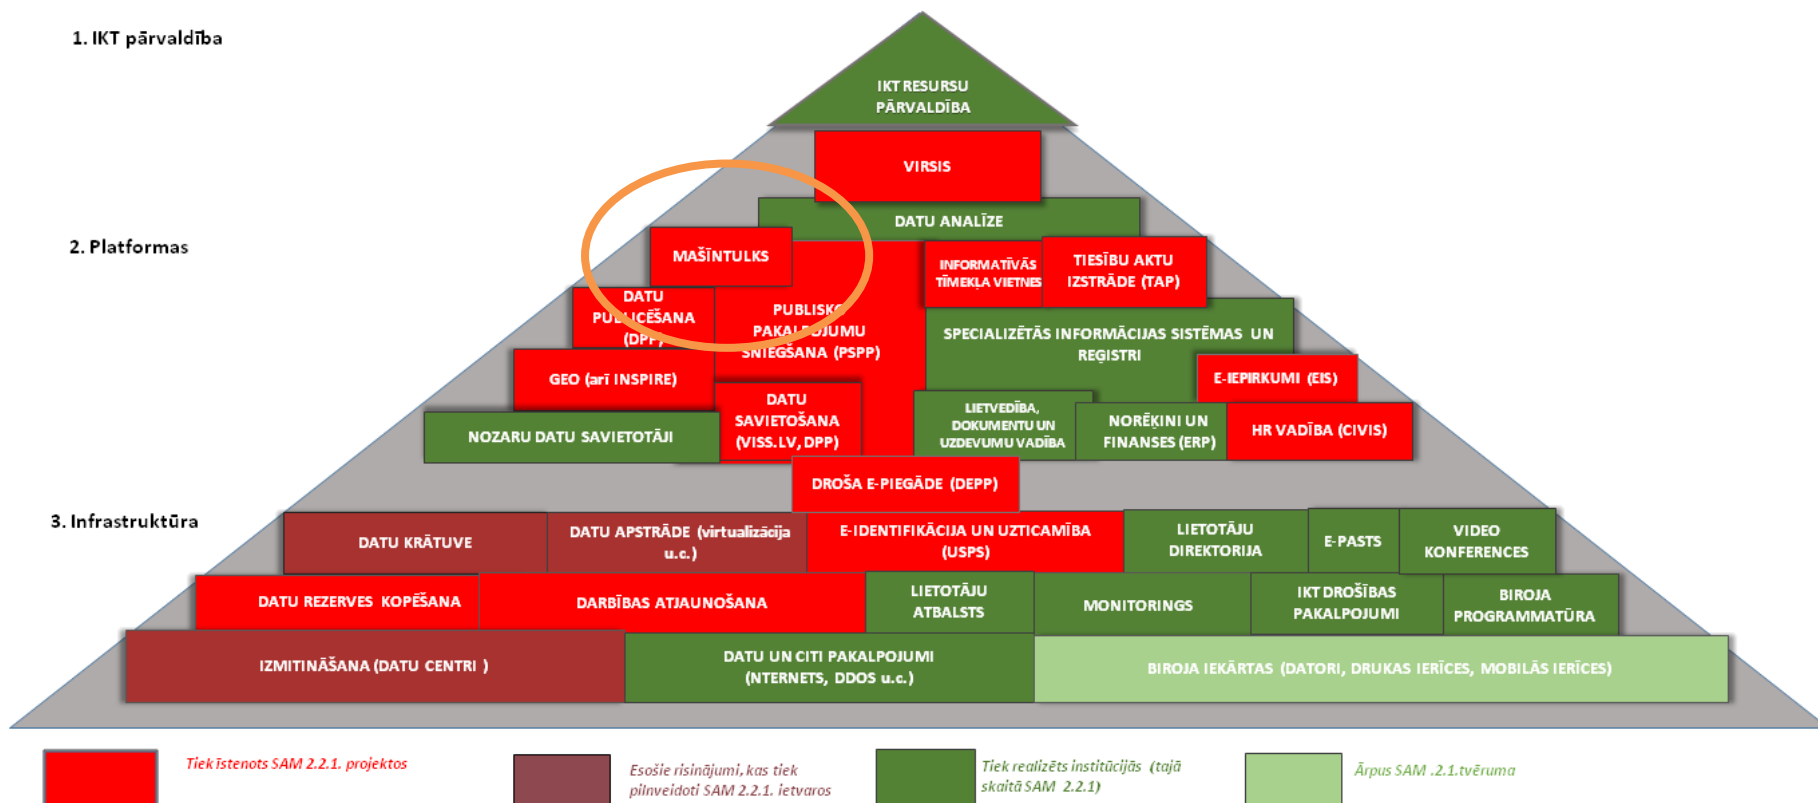 1. IKT pārvaldība
IKT RESURSU
PĀRVALDĪBA
VIRSIS
DATU ANALĪZE
2. Platformas
MAŠĪNTULKS
INFORMATĪVĀS
TĪMEKĻA VIETNES
TIESĪBU AKTU
IZSTRĀDE (TAP)
DATU
PUBLICĒŠANA
(DPP)
PUBLISKO
PAKALPOJUMU
SNIEGŠANA (PSPP)
SPECIALIZĒTĀS INFORMĀCIJAS SISTĒMAS UN
REĢISTRI
GEO (arī INSPIRE)
E-IEPIRKUMI (EIS)
DATU
SAVIETOŠANA
(VISS.LV, DPP)
LIETVEDĪBA,
DOKUMENTU UN
UZDEVUMU VADĪBA
NORĒĶINI UN
FINANSES (ERP)
HR VADĪBA (CIVIS)
NOZARU DATU SAVIETOTĀJI
DROŠA E-PIEGĀDE (DEPP)
3. Infrastruktūra
DATU KRĀTUVE
DATU APSTRĀDE (virtualizācija
u.c.)
E-IDENTIFIKĀCIJA UN UZTICAMĪBA
(USPS)
LIETOTĀJU
DIREKTORIJA
E-PASTS
VIDEO
KONFERENCES
DATU REZERVES KOPĒŠANA
DARBĪBAS ATJAUNOŠANA
LIETOTĀJU
ATBALSTS
MONITORINGS
IKT DROŠĪBAS
PAKALPOJUMI
BIROJA
PROGRAMMATŪRA
IZMITINĀŠANA (DATU CENTRI )
DATU UN CITI PAKALPOJUMI
(NTERNETS, DDOS u.c.)
BIROJA IEKĀRTAS (DATORI, DRUKAS IERĪCES, MOBILĀS IERĪCES)
Tiek īstenots SAM 2.2.1. projektos
Esošie risinājumi, kas tiek
pilnveidoti SAM 2.2.1. ietvaros
Tiek realizēts institūcijās (tajā
skaitā SAM 2.2.1)
Ārpus SAM .2.1.tvēruma